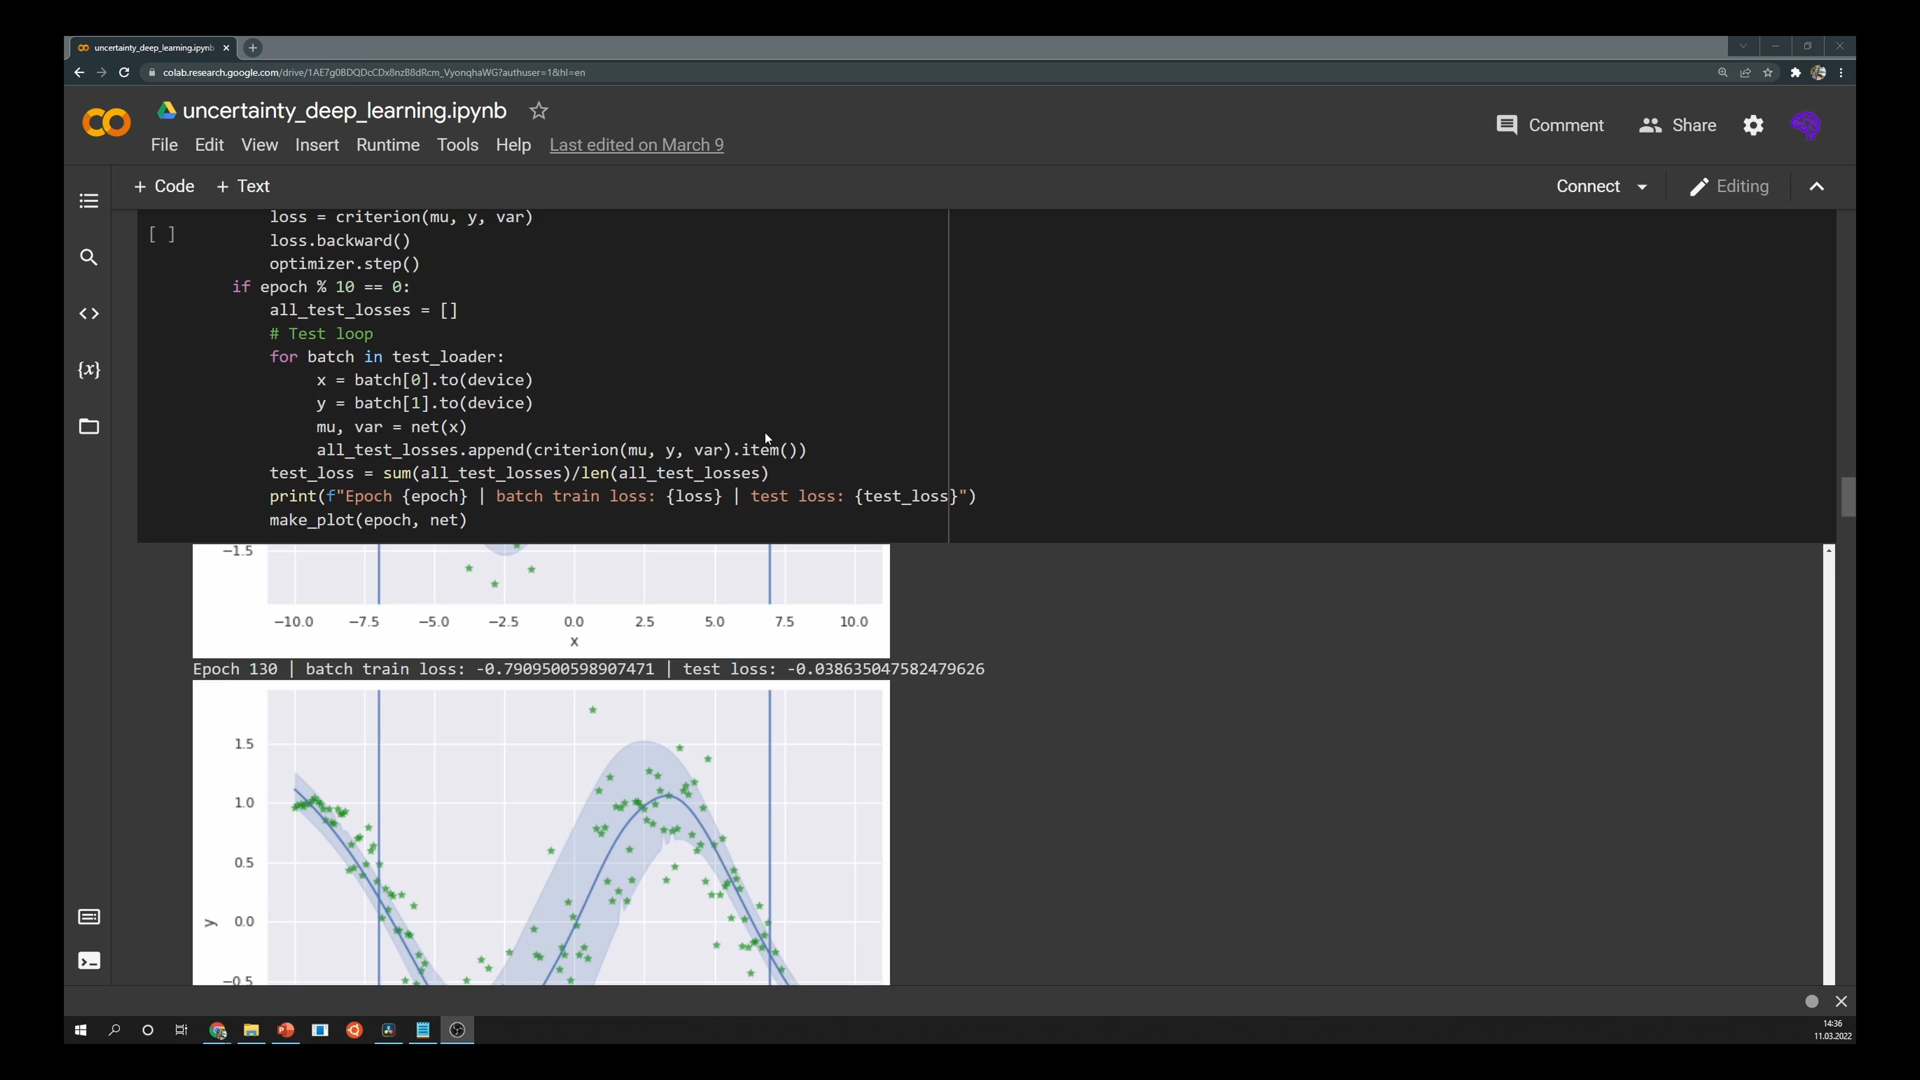 uncertainty_deep_learning.ipynb
colab.research.google.com/drive/1AE7g0BDQDcCDx8nzB8dRcm_VyonqhaWG?authuser=1&hl=en
uncertainty_deep_learning.ipynb
File Edit View Insert Runtime Tools Help Last edited on March 9
Comment Share
+ Code + Text
Connect Editing
loss = criterion(mu, y, var)
[ ]
loss.backward()
optimizer.step()
if epoch % 10 == 0:
all_test_losses = []
# Test loop
for batch in test_loader:
x = batch[0].to(device)
y = batch[1].to(device)
mu, var = net(x)
all_test_losses.append(criterion(mu, y, var).item())
test_loss = sum(all_test_losses)/len(all_test_losses)
print(f"Epoch {epoch} | batch train loss: {loss} | test loss: {test_loss}")
make_plot(epoch, net)
−1.5
−10.0 −7.5 −5.0 −2.5 0.0 2.5 5.0 7.5 10.0
x
Epoch 130 | batch train loss: -0.7909500598907471 | test loss: -0.038635047582479626
1.5
1.0
0.5
0.0
y
−0.5
14:36
11.03.2022